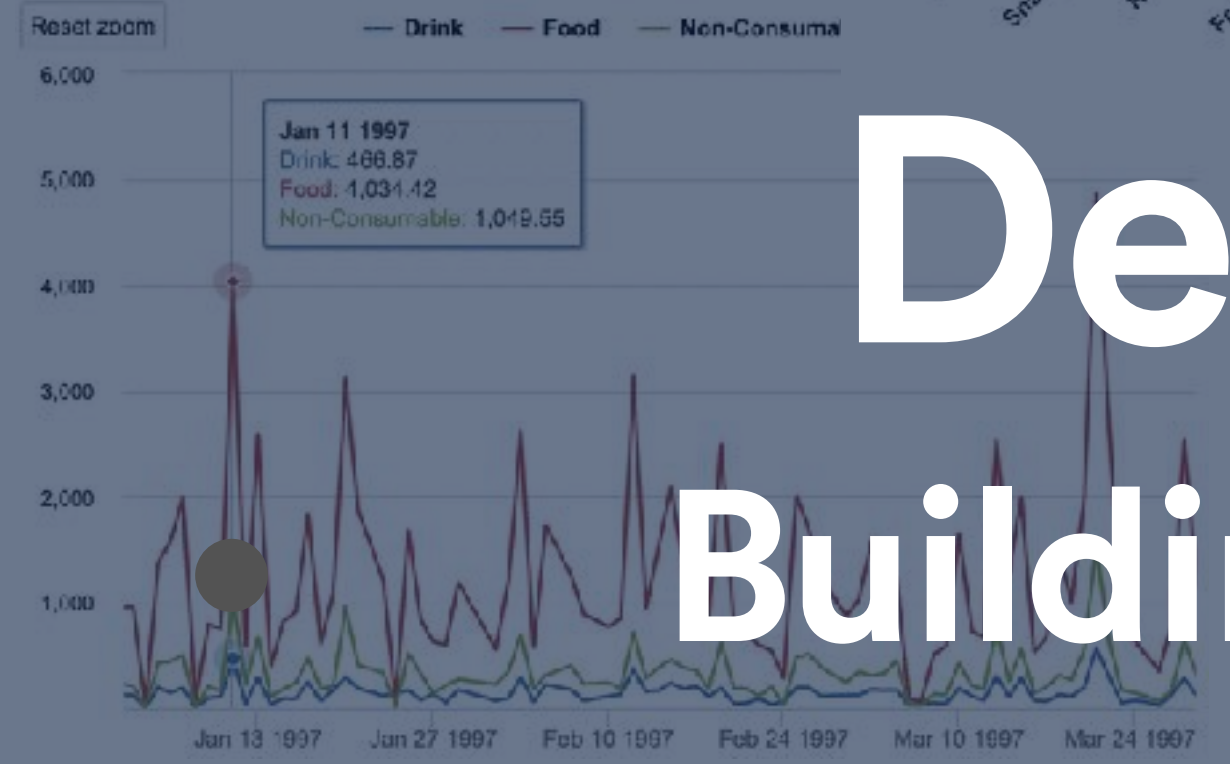 Reset zoom
Drink Food Non-Consuma
6,000
Jan 11 1997
Drink: 466.87
Food: 4,034.42
Non-Consumable: 1,049.55
5,000
4,000
3,000
2,000
1,000
De
Buildi
Jan 13 1997 Jan 27 1997 Feb 10 1997 Feb 24 1997 Mar 10 1997 Mar 24 1997